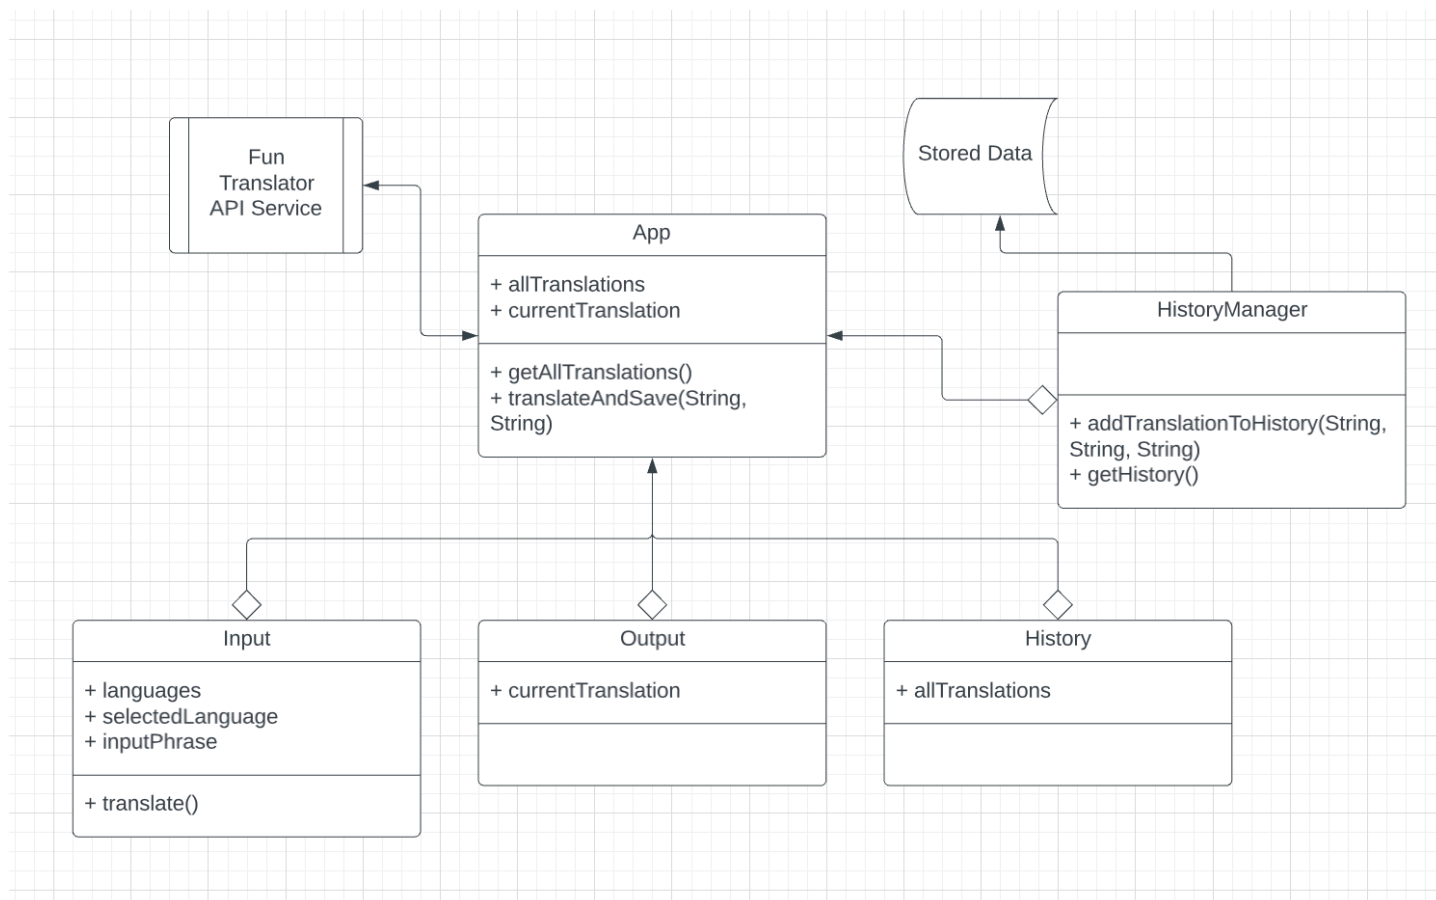 Fun
Translator
API Service
Stored Data
App
+ allTranslations
+ currentTranslation
+ getAllTranslations()
+ translateAndSave(String,
String)
HistoryManager
+ addTranslationToHistory(String,
String, String)
+ getHistory()
Input
+ languages
+ selectedLanguage
+ inputPhrase
+ translate()
Output
+ currentTranslation
History
+ allTranslations